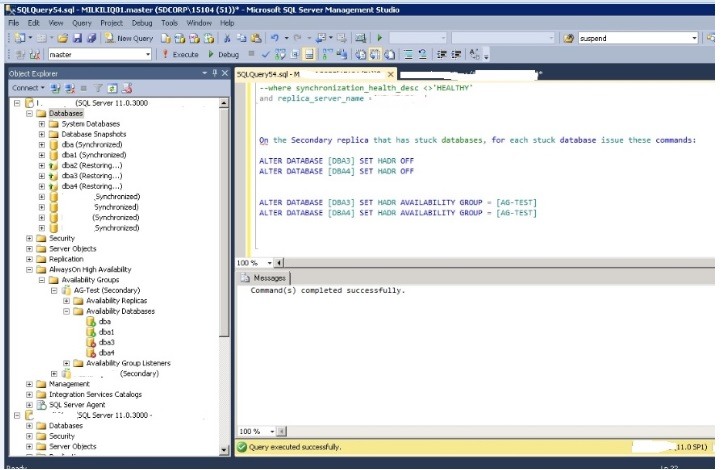 SQLQuery54.sql - MILKILIQ01.master (SDCORP\15104 (51))* - Microsoft SQL Server Management Studio
File Edit View Query Project Debug Tools Window Help
New Query
suspend
master
Execute
Debug
Object Explorer
SQLQuery54.sql - M
Connect
(SQL Server 11.0.3000
Databases
System Databases
Database Snapshots
dba (Synchronized)
dba1 (Synchronized)
dba2 (Restoring...)
dba3 (Restoring...)
dba4 (Restoring...)
Synchronized)
Synchronized)
(Synchronized)
Synchronized)
Security
Server Objects
Replication
AlwaysOn High Availability
Availability Groups
AG-Test (Secondary)
Availability Replicas
Availability Databases
dba
dba1
dba3
dba4
Availability Group Listeners
(Secondary)
Management
Integration Services Catalogs
SQL Server Agent
SQL Server 11.0.3000 -
Databases
Security
Server Objects
--where synchronization_health_desc <>'HEALTHY'
and replica_server_name =
On the Secondary replica that has stuck databases, for each stuck database issue these commands:
ALTER DATABASE [DBA3] SET HADR OFF
ALTER DATABASE [DBA4] SET HADR OFF
ALTER DATABASE [DBA3] SET HADR AVAILABILITY GROUP = [AG-TEST]
ALTER DATABASE [DBA4] SET HADR AVAILABILITY GROUP = [AG-TEST]
100 %
Messages
Command(s) completed successfully.
100 %
Query executed successfully.
11.0 SP1)
Ready
Ln 22